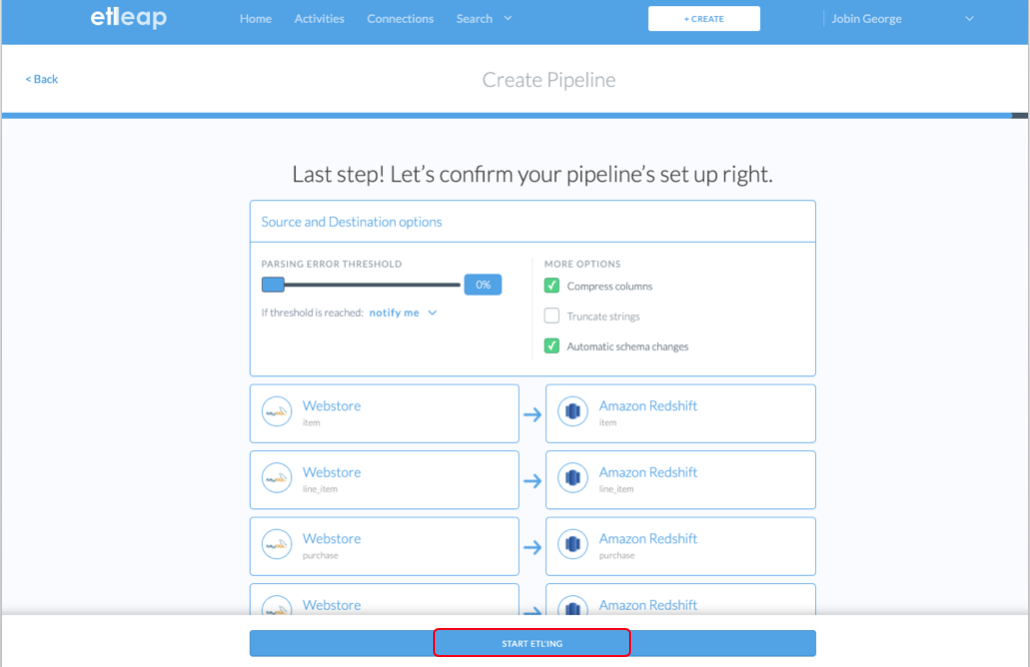 etleap
Home Activities Connections Search + CREATE Jobin George
< Back
Create Pipeline
Last step! Let's confirm your pipeline's set up right.
Source and Destination options
PARSING ERROR THRESHOLD
0%
If threshold is reached: notify me
MORE OPTIONS
Compress columns
Truncate strings
Automatic schema changes
Webstore
item
Amazon Redshift
item
Webstore
line_item
Amazon Redshift
line_item
Webstore
purchase
Amazon Redshift
purchase
Webstore
Amazon Redshift
START ETL'ING